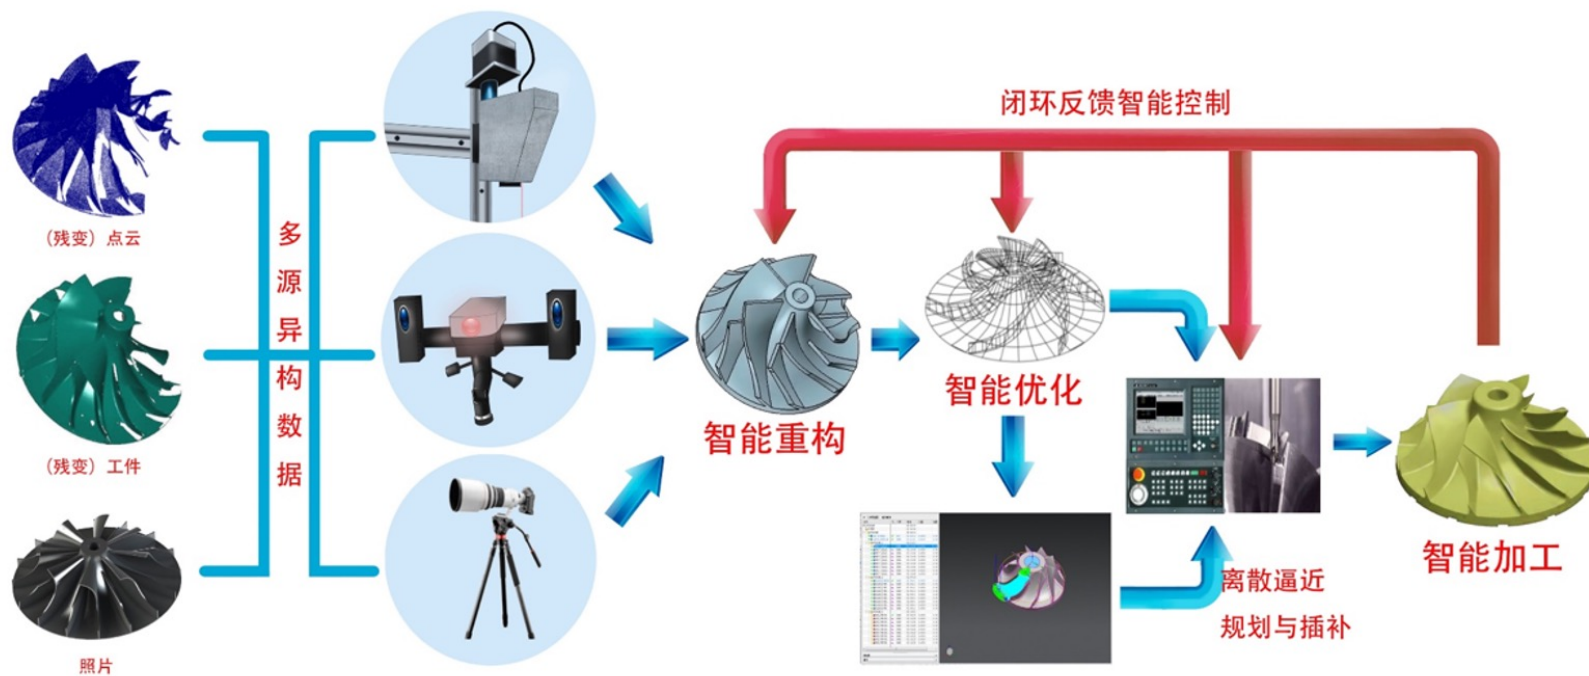 闭环反馈智能控制
(残变)点云
多源异构数据
(残变)工件
照片
智能重构
智能优化
离散逼近
规划与插补
智能加工